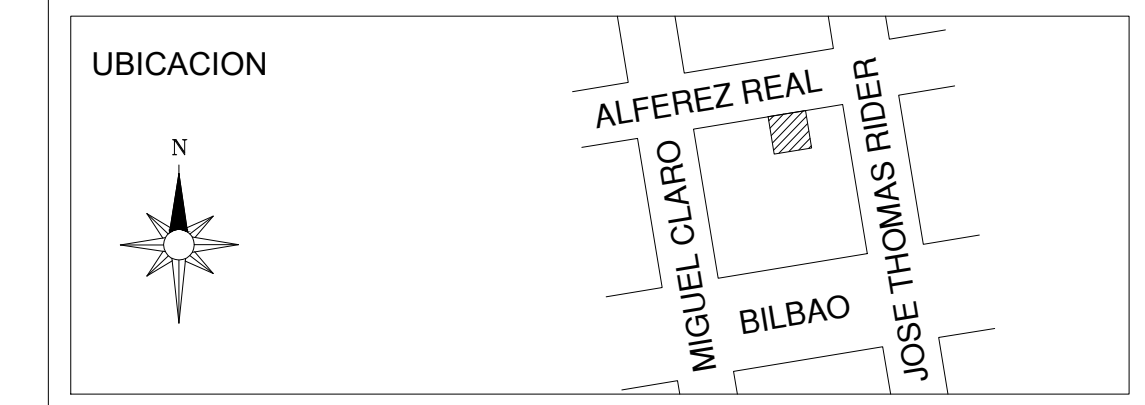 UBICACION
N
ALFEREZ REAL
MIGUEL CLARO
JOSE THOMAS RIDER
BILBAO